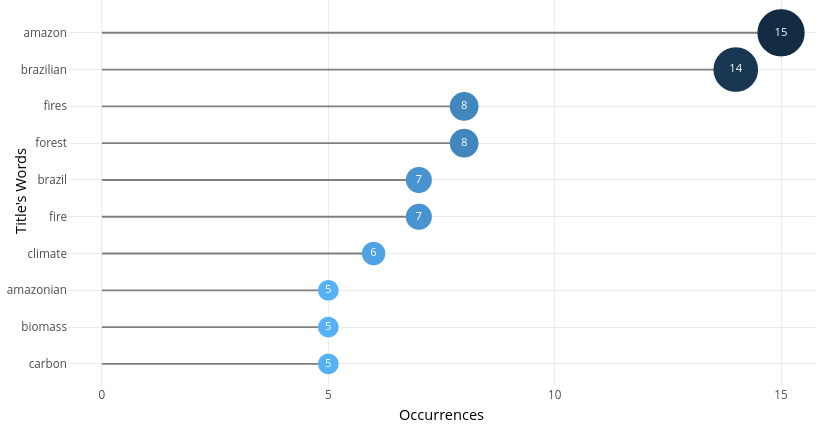 Title's Words
amazon 15
brazilian 14
fires 8
forest 8
brazil 7
fire 7
climate 6
amazonian 5
biomass 5
carbon 5
0 5 10 15
Occurrences